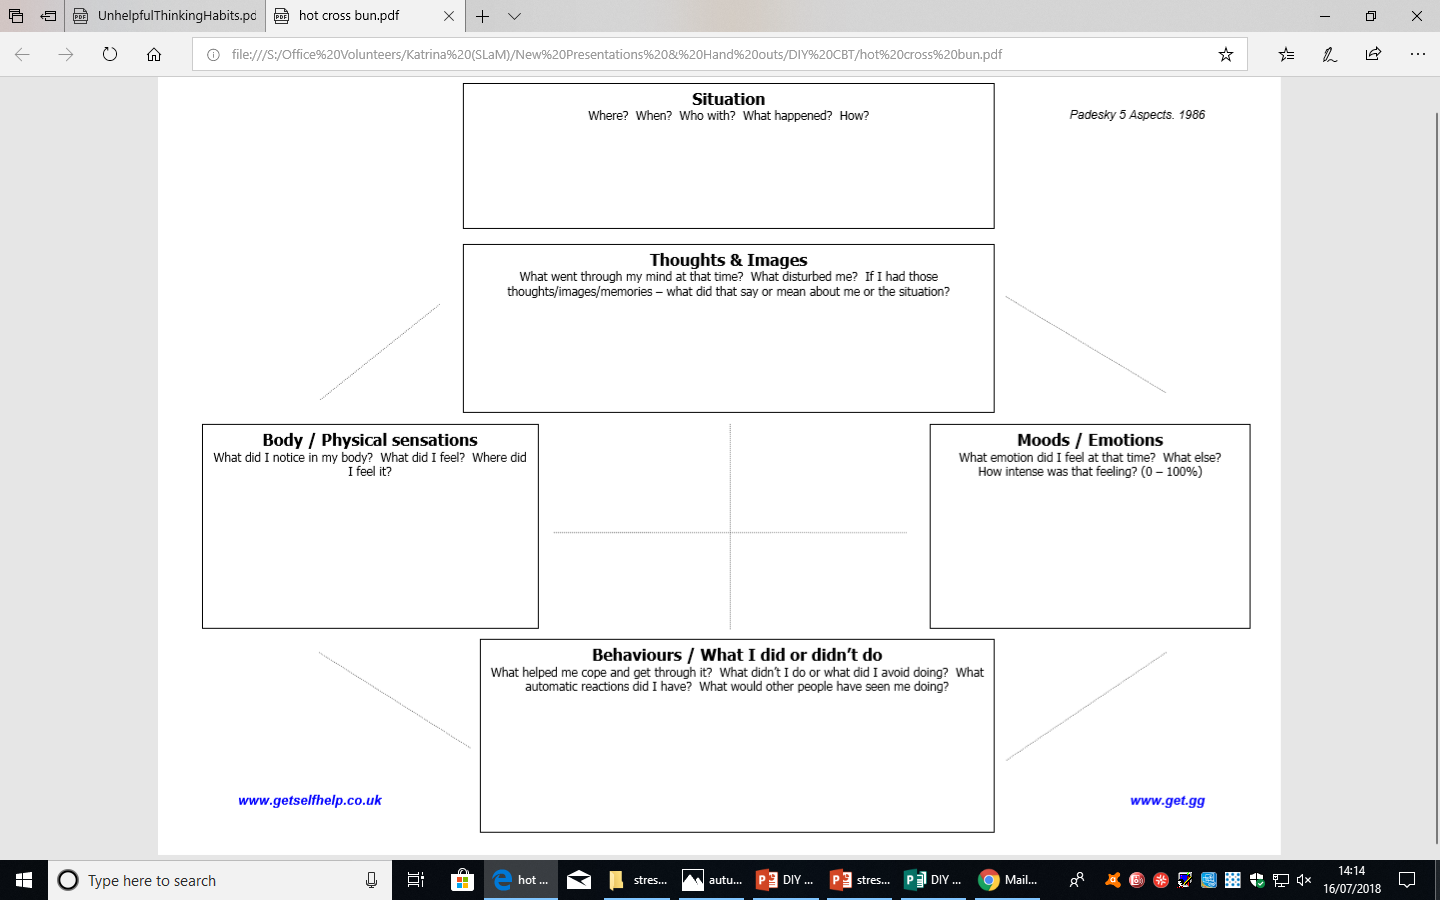 UnhelpfulThinkingHabits.pd
hot cross bun.pdf
file:///S:/Office%20Volunteers/Katrina%20(SLaM)/New%20Presentations%20&%20Hand%20outs/DIY%20CBT/hot%20cross%20bun.pdf
Situation
Where? When? Who with? What happened? How?
Padesky 5 Aspects. 1986
Thoughts & Images
What went through my mind at that time? What disturbed me? If I had those
thoughts/images/memories – what did that say or mean about me or the situation?
Body / Physical sensations
What did I notice in my body? What did I feel? Where did
I feel it?
Moods / Emotions
What emotion did I feel at that time? What else?
How intense was that feeling? (0 – 100%)
Behaviours / What I did or didn't do
What helped me cope and get through it? What didn't I do or what did I avoid doing? What
automatic reactions did I have? What would other people have seen me doing?
www.getselfhelp.co.uk
www.get.gg
Type here to search
hot ...
stres...
autu...
DIY ...
stres...
DIY ...
Mail...
14:14
16/07/2018